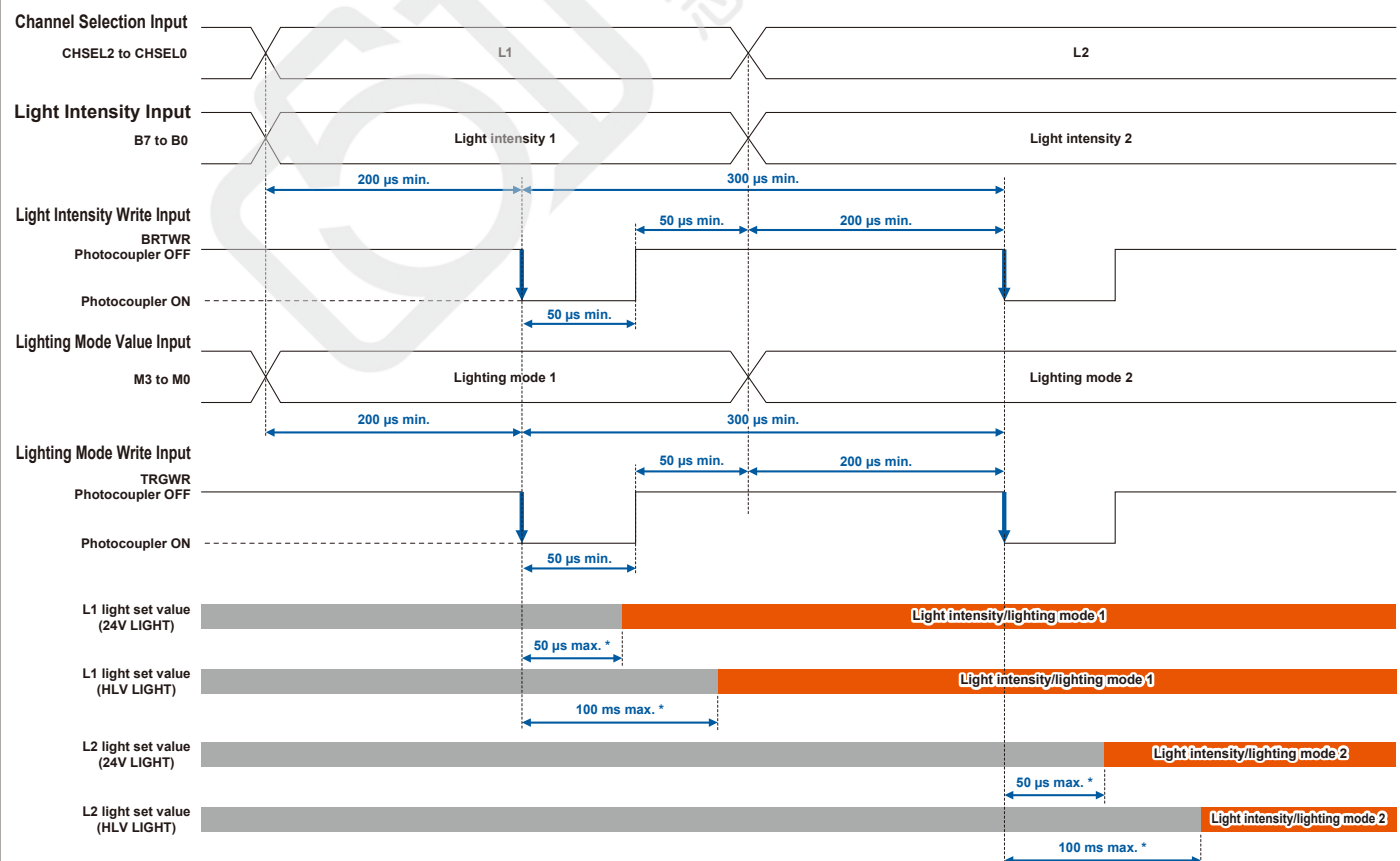 Channel Selection Input
CHSEL2 to CHSEL0
L1
L2
Light Intensity Input
B7 to B0
Light intensity 1
Light intensity 2
200 µs min.
300 µs min.
Light Intensity Write Input
BRTWR
Photocoupler OFF
50 µs min.
200 µs min.
Photocoupler ON
50 µs min.
Lighting Mode Value Input
M3 to M0
Lighting mode 1
Lighting mode 2
200 µs min.
300 µs min.
Lighting Mode Write Input
TRGWR
Photocoupler OFF
50 µs min.
200 µs min.
Photocoupler ON
50 µs min.
L1 light set value
(24V LIGHT)
Light intensity/lighting mode 1
50 µs max. *
L1 light set value
(HLV LIGHT)
Light intensity/lighting mode 1
100 ms max. *
L2 light set value
(24V LIGHT)
Light intensity/lighting mode 2
50 µs max. *
L2 light set value
(HLV LIGHT)
Light intensity/lighting mode 2
100 ms max. *